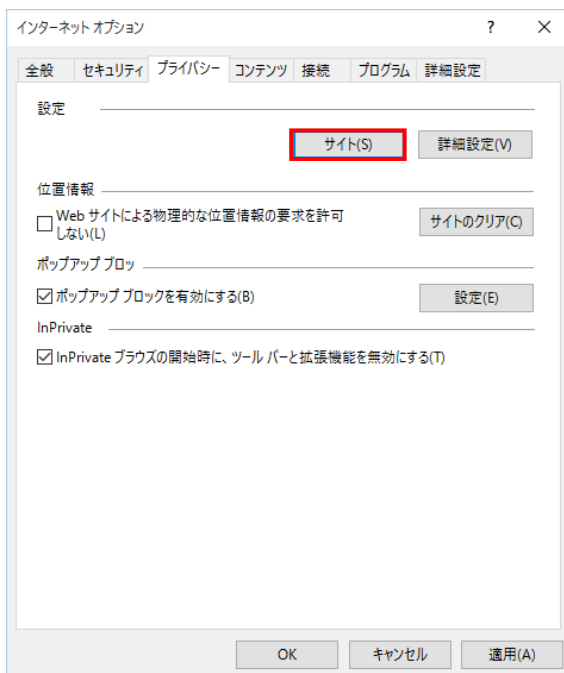 インターネット オプション ? ×
全般 セキュリティ プライバシー コンテンツ 接続 プログラム 詳細設定
設定
サイト(S) 詳細設定(V)
位置情報
Web サイトによる物理的な位置情報の要求を許可
しない(L)
サイトのクリア(C)
ポップアップ ブロッ
ポップアップ ブロックを有効にする(B) 設定(E)
InPrivate
InPrivate ブラウズの開始時に、ツール バーと拡張機能を無効にする(T)
OK キャンセル 適用(A)